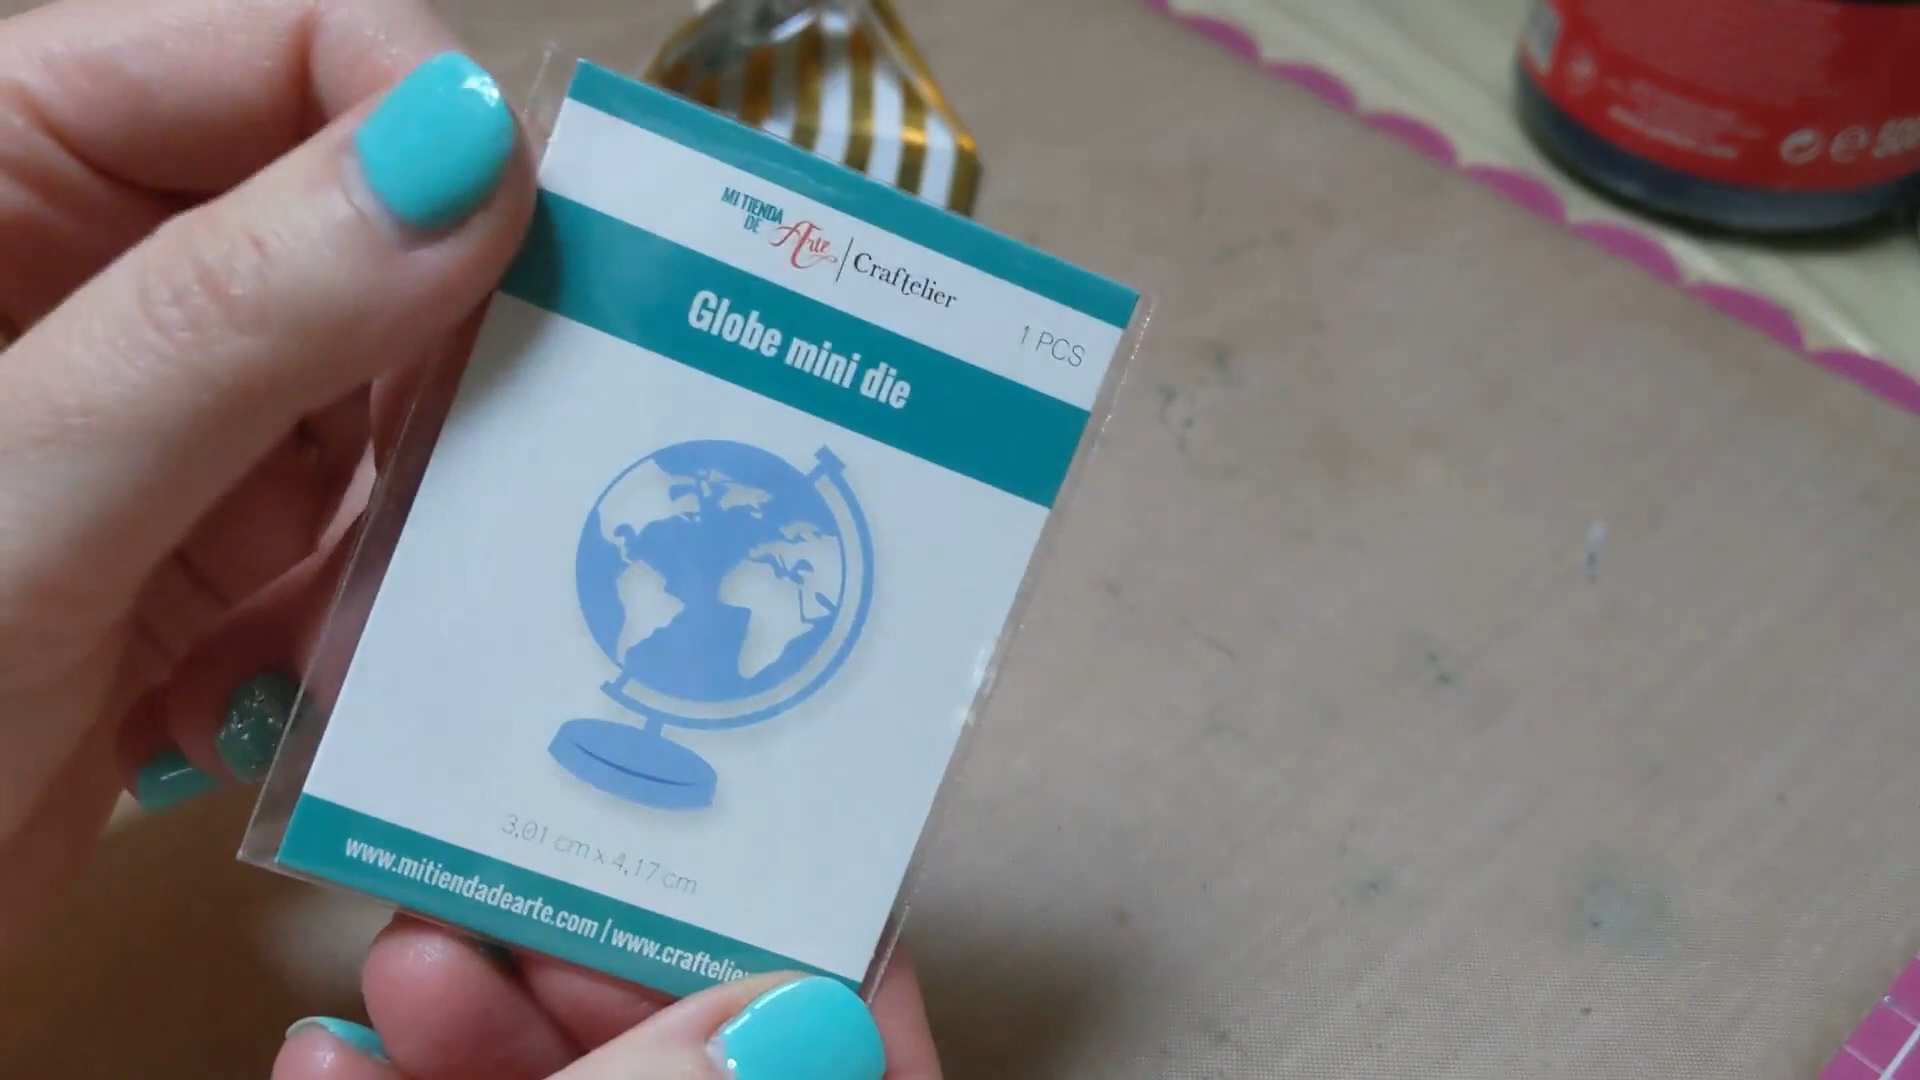 MI TIENDA
DE Arte | Craftelier
1 PCS
Globe mini die
3,01 cm x 4,17 cm
www.mitiendadearte.com | www.craftelier